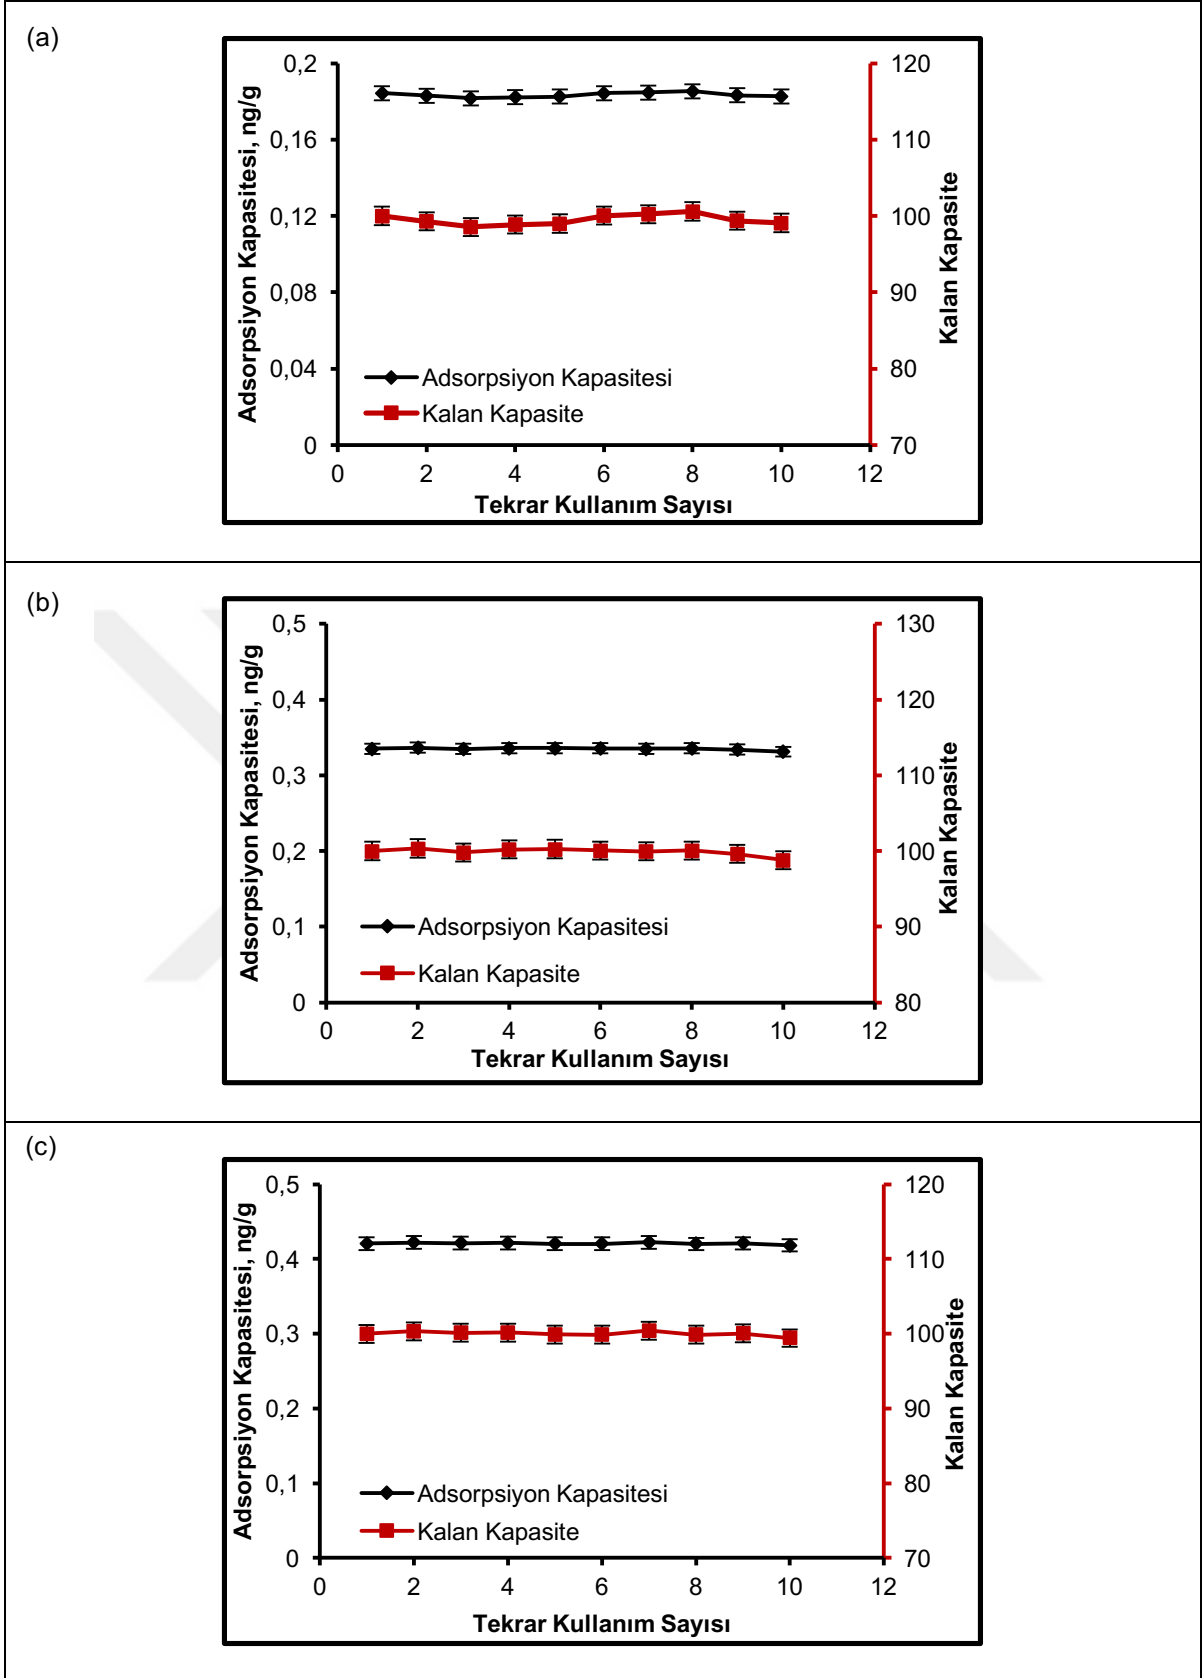 (a)
Adsorpsiyon Kapasitesi, ng/g
0,2
0,16
0,12
0,08
0,04
0
120
110
100
90
80
70
Kalan Kapasite
Adsorpsiyon Kapasitesi
Kalan Kapasite
0 2 4 6 8 10 12
Tekrar Kullanım Sayısı
(b)
Adsorpsiyon Kapasitesi, ng/g
0,5
0,4
0,3
0,2
0,1
0
130
120
110
100
90
80
Kalan Kapasite
Adsorpsiyon Kapasitesi
Kalan Kapasite
0 2 4 6 8 10 12
Tekrar Kullanım Sayısı
(c)
Adsorpsiyon Kapasitesi, ng/g
0,5
0,4
0,3
0,2
0,1
0
120
110
100
90
80
70
Kalan Kapasite
Adsorpsiyon Kapasitesi
Kalan Kapasite
0 2 4 6 8 10 12
Tekrar Kullanım Sayısı